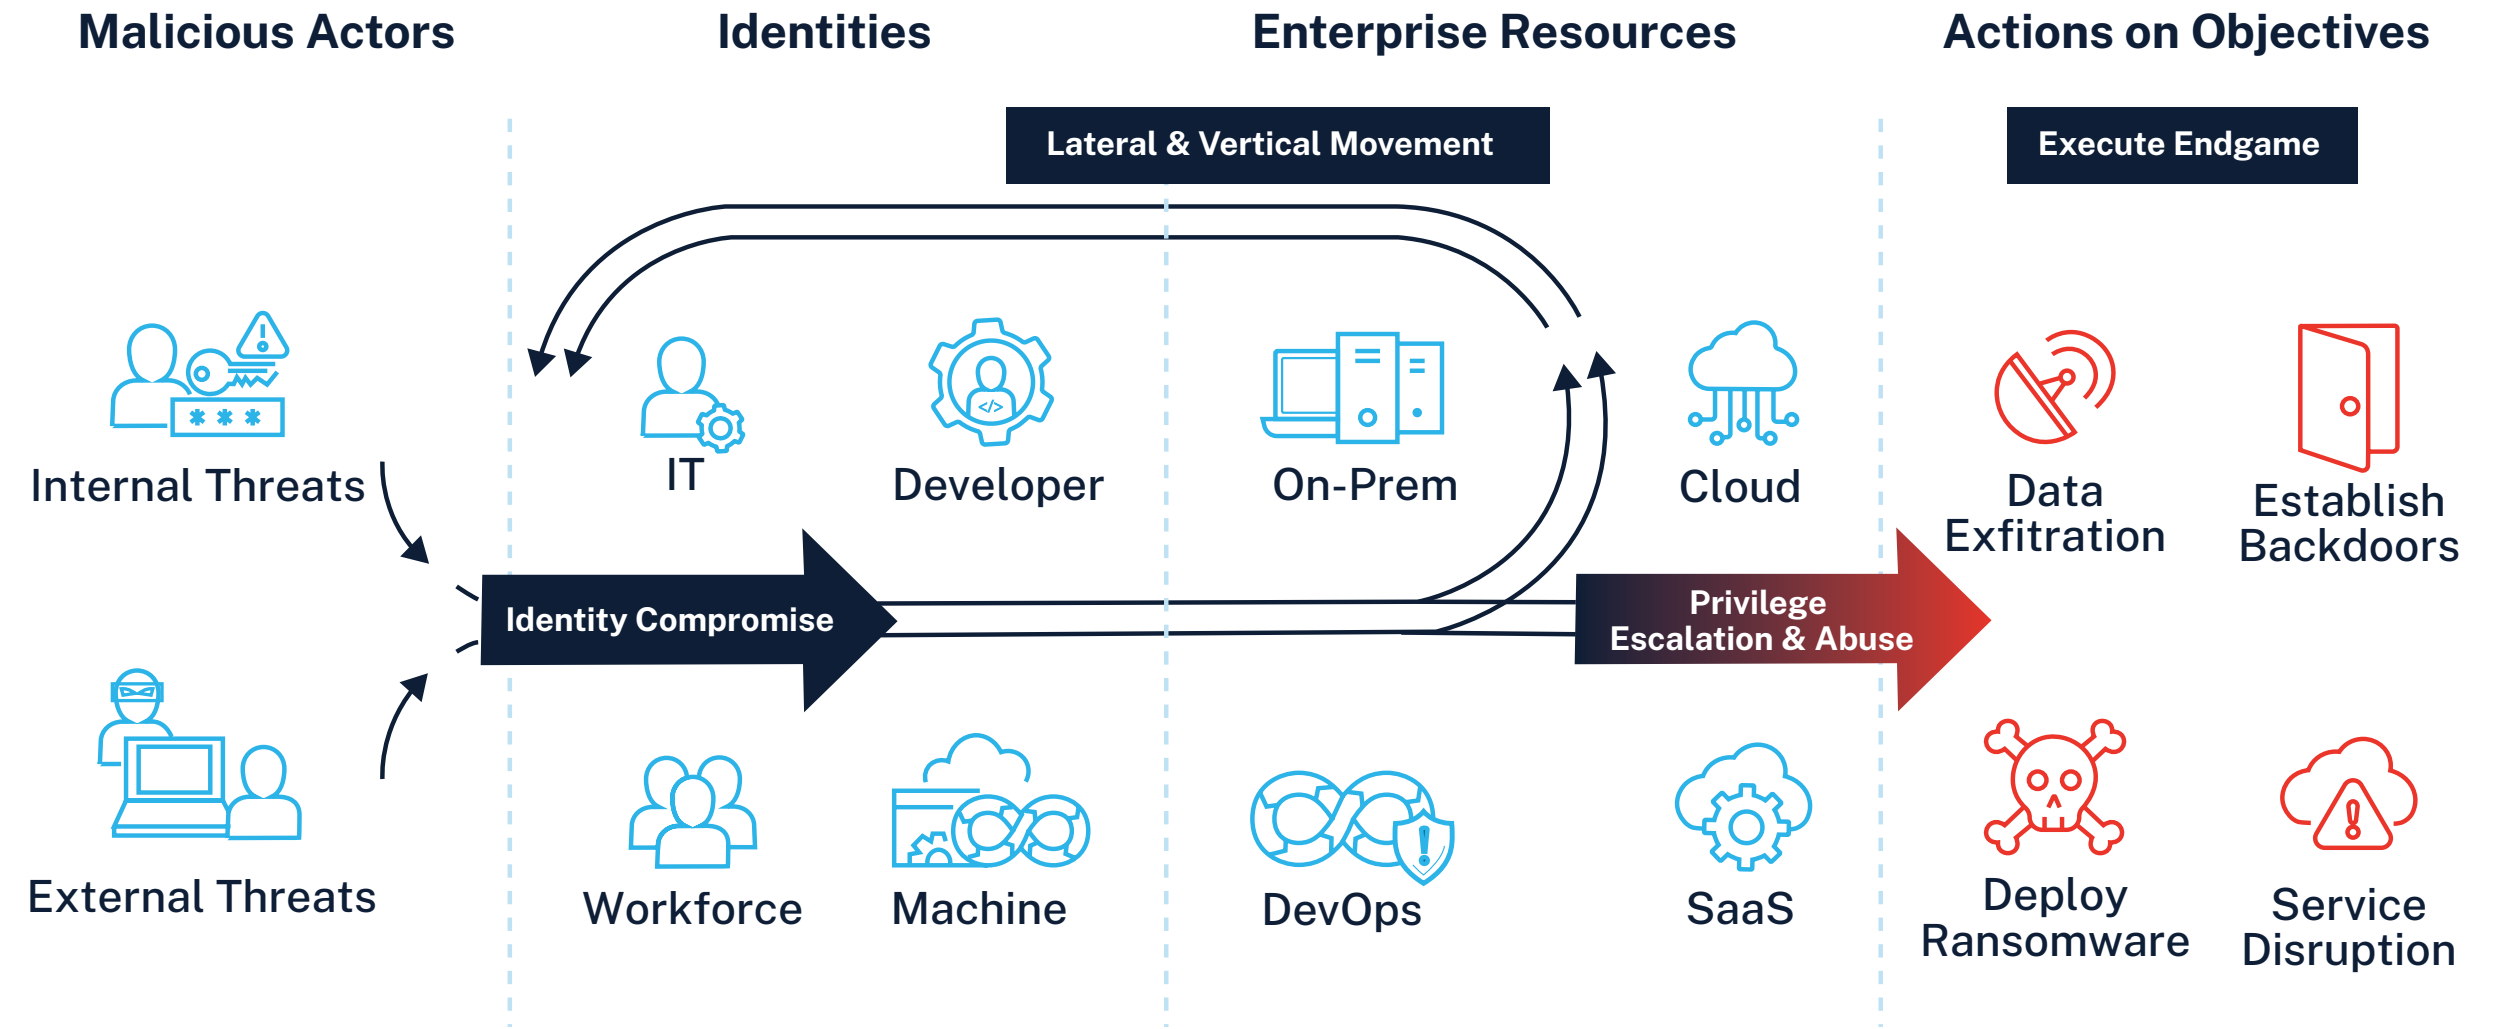 Malicious Actors
Identities
Enterprise Resources
Actions on Objectives
Lateral & Vertical Movement
Execute Endgame
***
</>
Internal Threats
IT
Developer
On-Prem
Cloud
Data
Exfitration
Establish
Backdoors
Identity Compromise
Privilege
Escalation & Abuse
External Threats
Workforce
Machine
DevOps
SaaS
Deploy
Ransomware
Service
Disruption